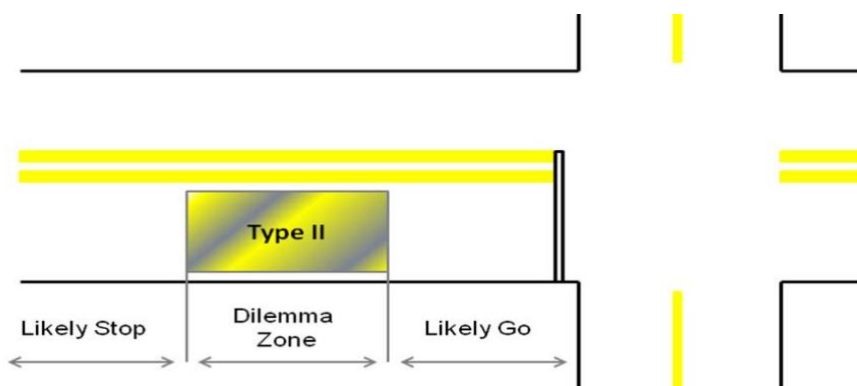 Type II
Likely Stop
Dilemma
Zone
Likely Go